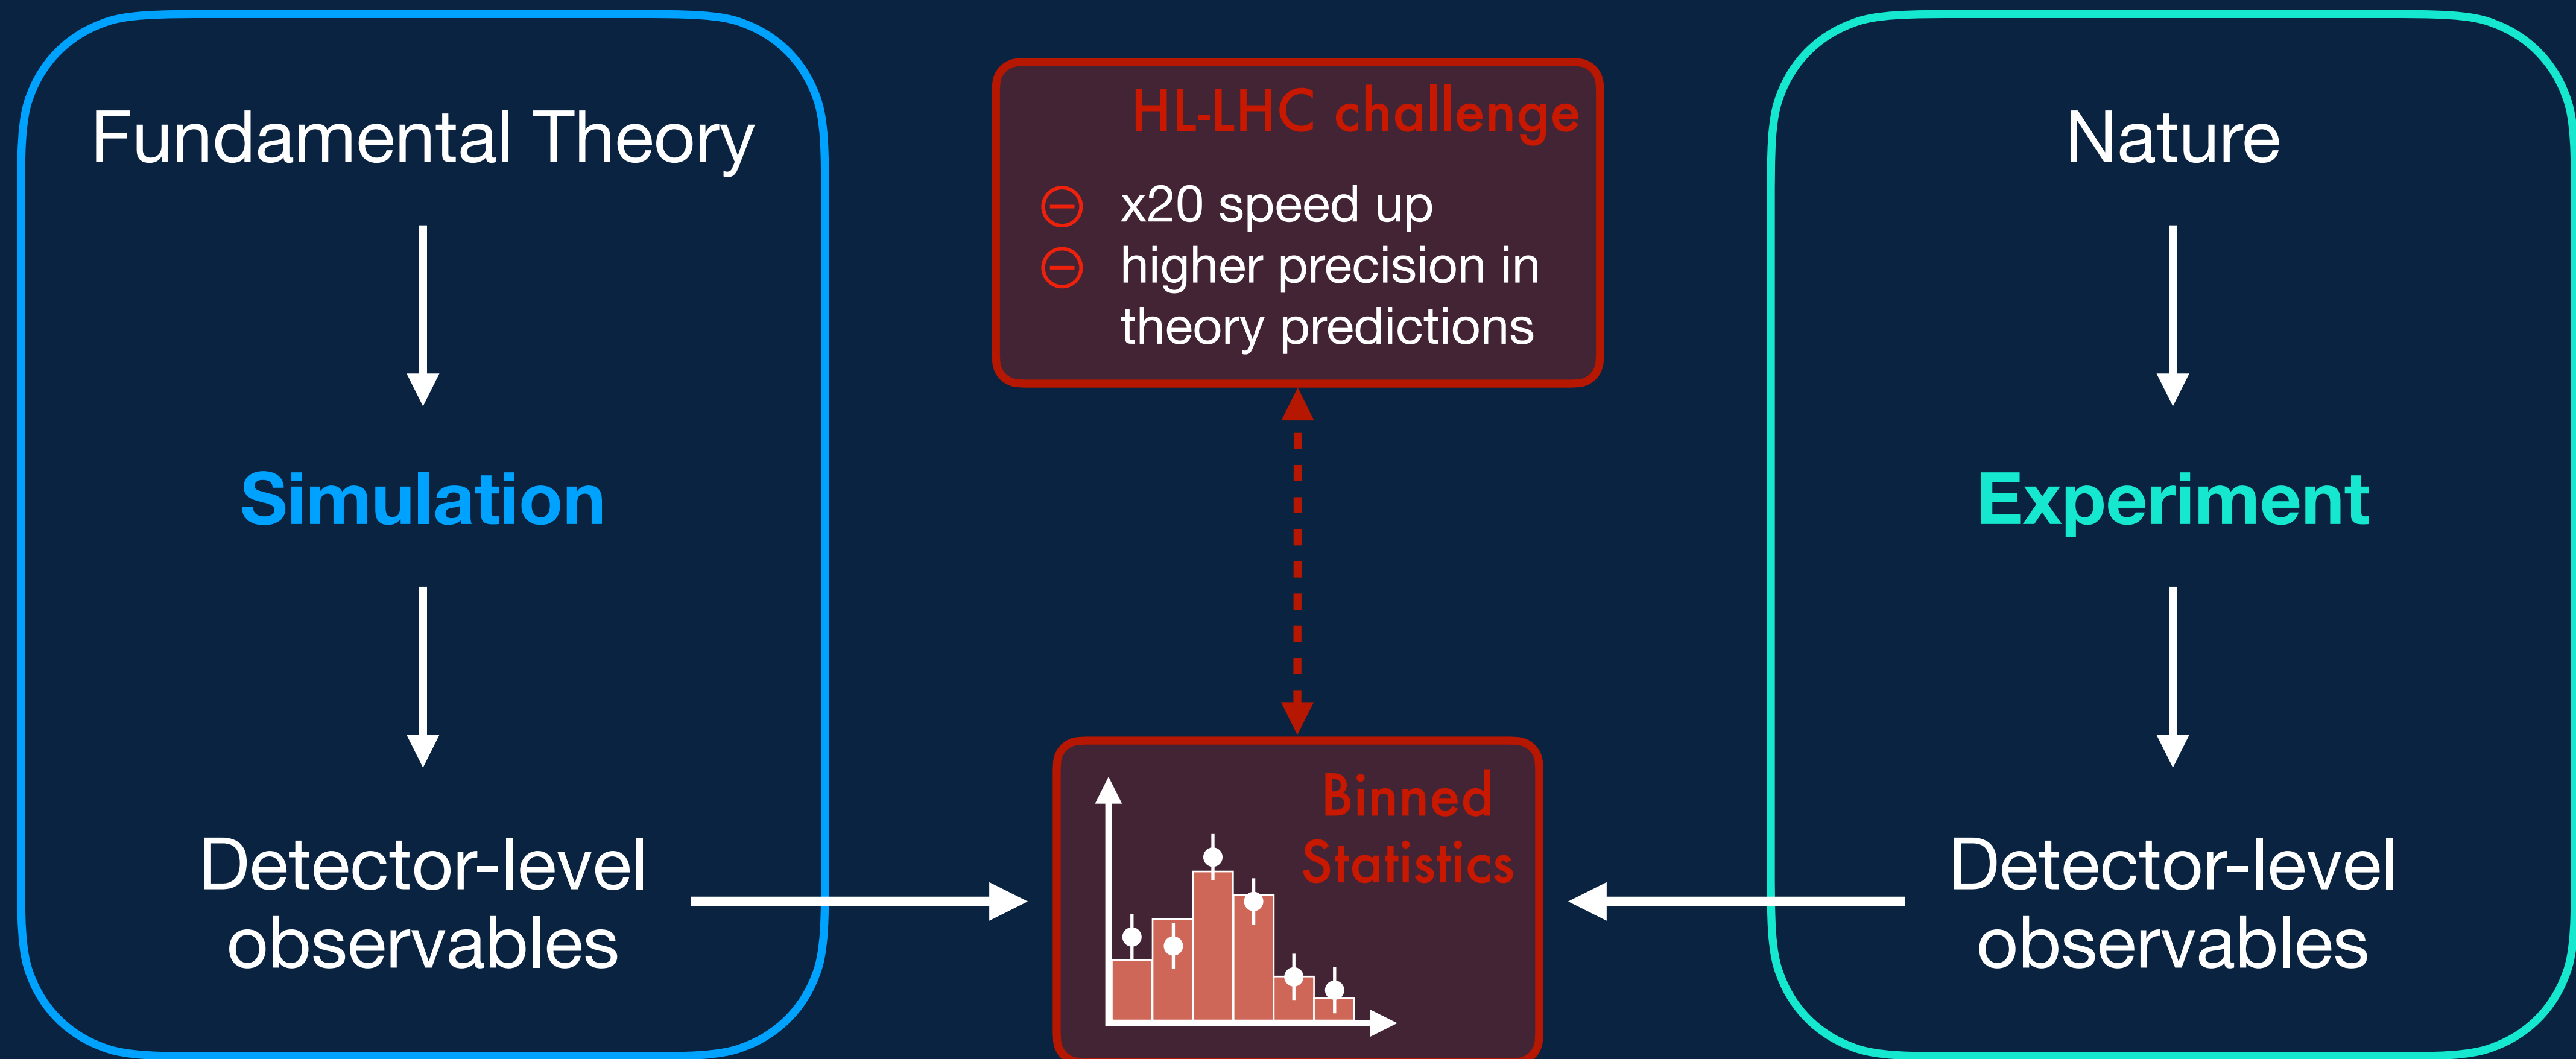 Fundamental Theory
Simulation
Detector-level
observables
HL-LHC challenge
x20 speed up
higher precision in
theory predictions
Binned
Statistics
Nature
Experiment
Detector-level
observables